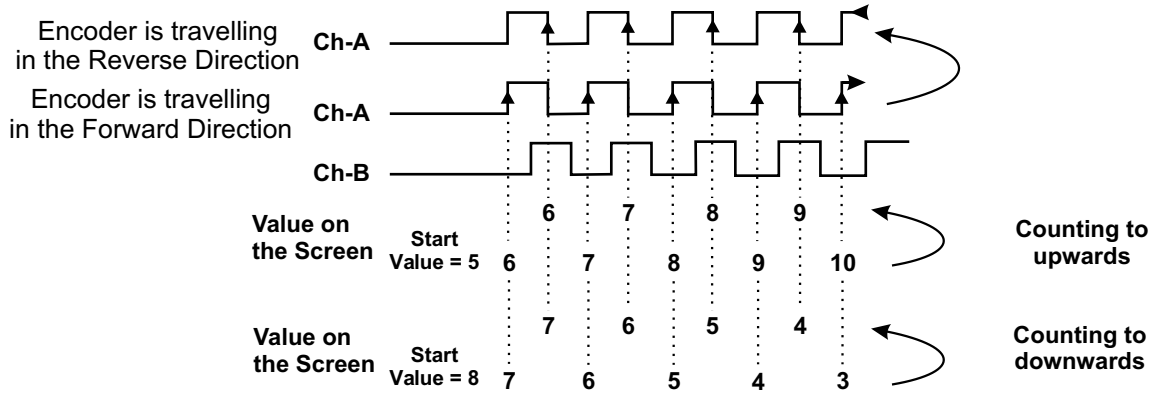 Encoder is travelling
in the Reverse Direction
Ch-A
Encoder is travelling
in the Forward Direction
Ch-A
Ch-B
6 7 8 9
Value on
the Screen
Start
Value = 5
6 7 8 9 10
Counting to
upwards
7 6 5 4
Value on
the Screen
Start
Value = 8
7 6 5 4 3
Counting to
downwards